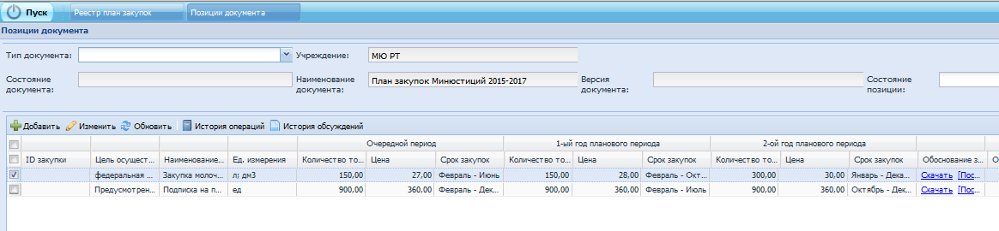 Пуск Реестр план закупок Позиции документа
Позиции документа
Тип документа: Учреждение: МЮ РТ
Состояние документа: Наименование документа: План закупок Минюстиций 2015-2017 Версия документа: Состояние позиции:
Добавить Изменить Обновить История операций История обсуждений
Очередной период 1-ый год планового периода 2-ой год планового периода
ID закупки Цель осущест... Наименование... Ед. измерения Количество то... Цена Срок закупок Количество то... Цена Срок закупок Количество то... Цена Срок закупок Обоснование з...
федеральная ... Закупка молоч... л; дм3 150,00 27,00 Февраль - Июнь 150,00 28,00 Февраль - Окт... 300,00 30,00 Январь - Дека... Скачать [Пос...
Предусмотрен... Подписка на п... ед 900,00 360,00 Февраль - Дек... 900,00 360,00 Февраль - Июль 900,00 360,00 Октябрь - Дек... Скачать [Пос...